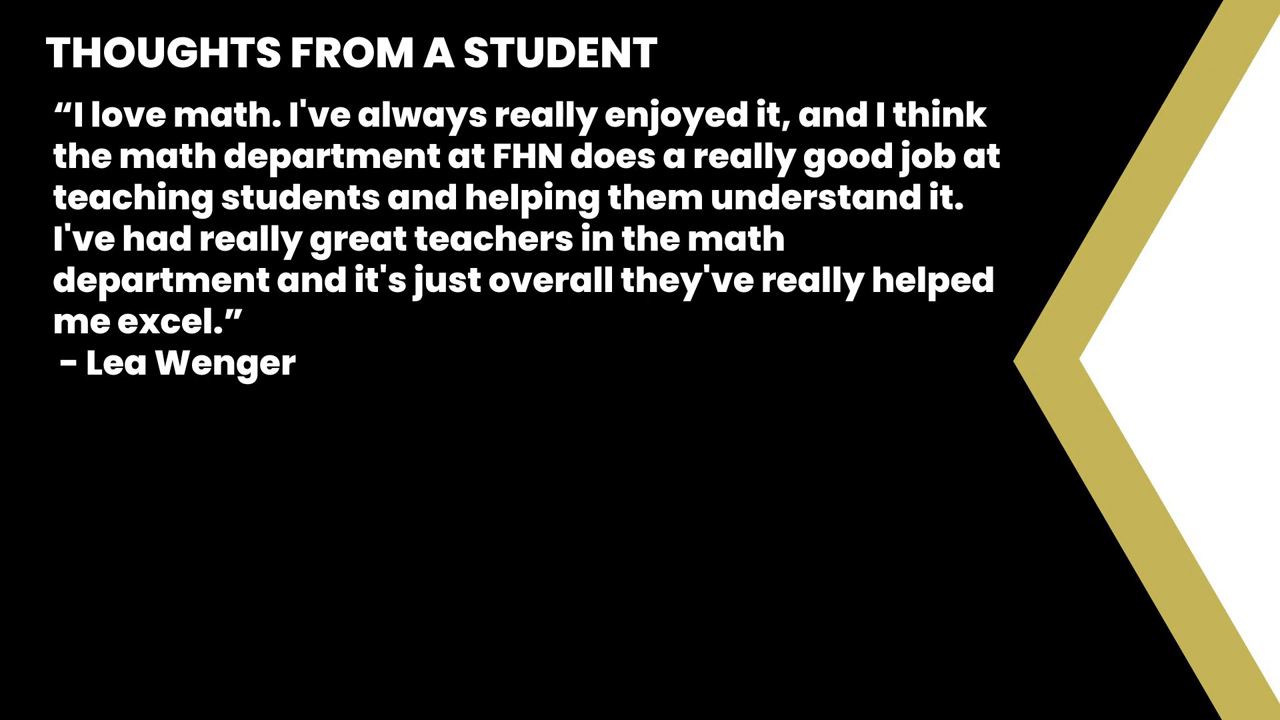 THOUGHTS FROM A STUDENT
“I love math. I've always really enjoyed it, and I think
the math department at FHN does a really good job at
teaching students and helping them understand it.
I've had really great teachers in the math
department and it's just overall they've really helped
me excel.”
– Lea Wenger